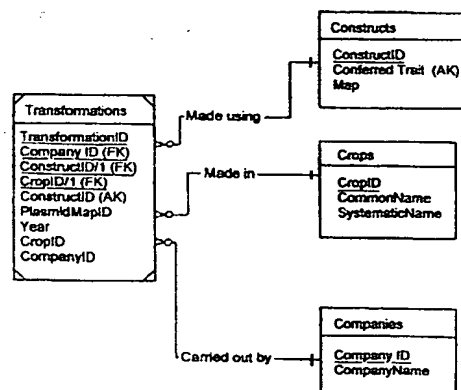 Constructs
ConstructID
Conferred Trait (AK)
Map
Transformations
TransformationID
Company ID (FK)
ConstructID/1 (FK)
CropID/1 (FK)
ConstructID (AK)
PlasmidMapID
Year
CropID
CompanyID
Made using
Made in
Carried out by
Crops
CropID
CommonName
SystematicName
Companies
Company ID
CompanyName